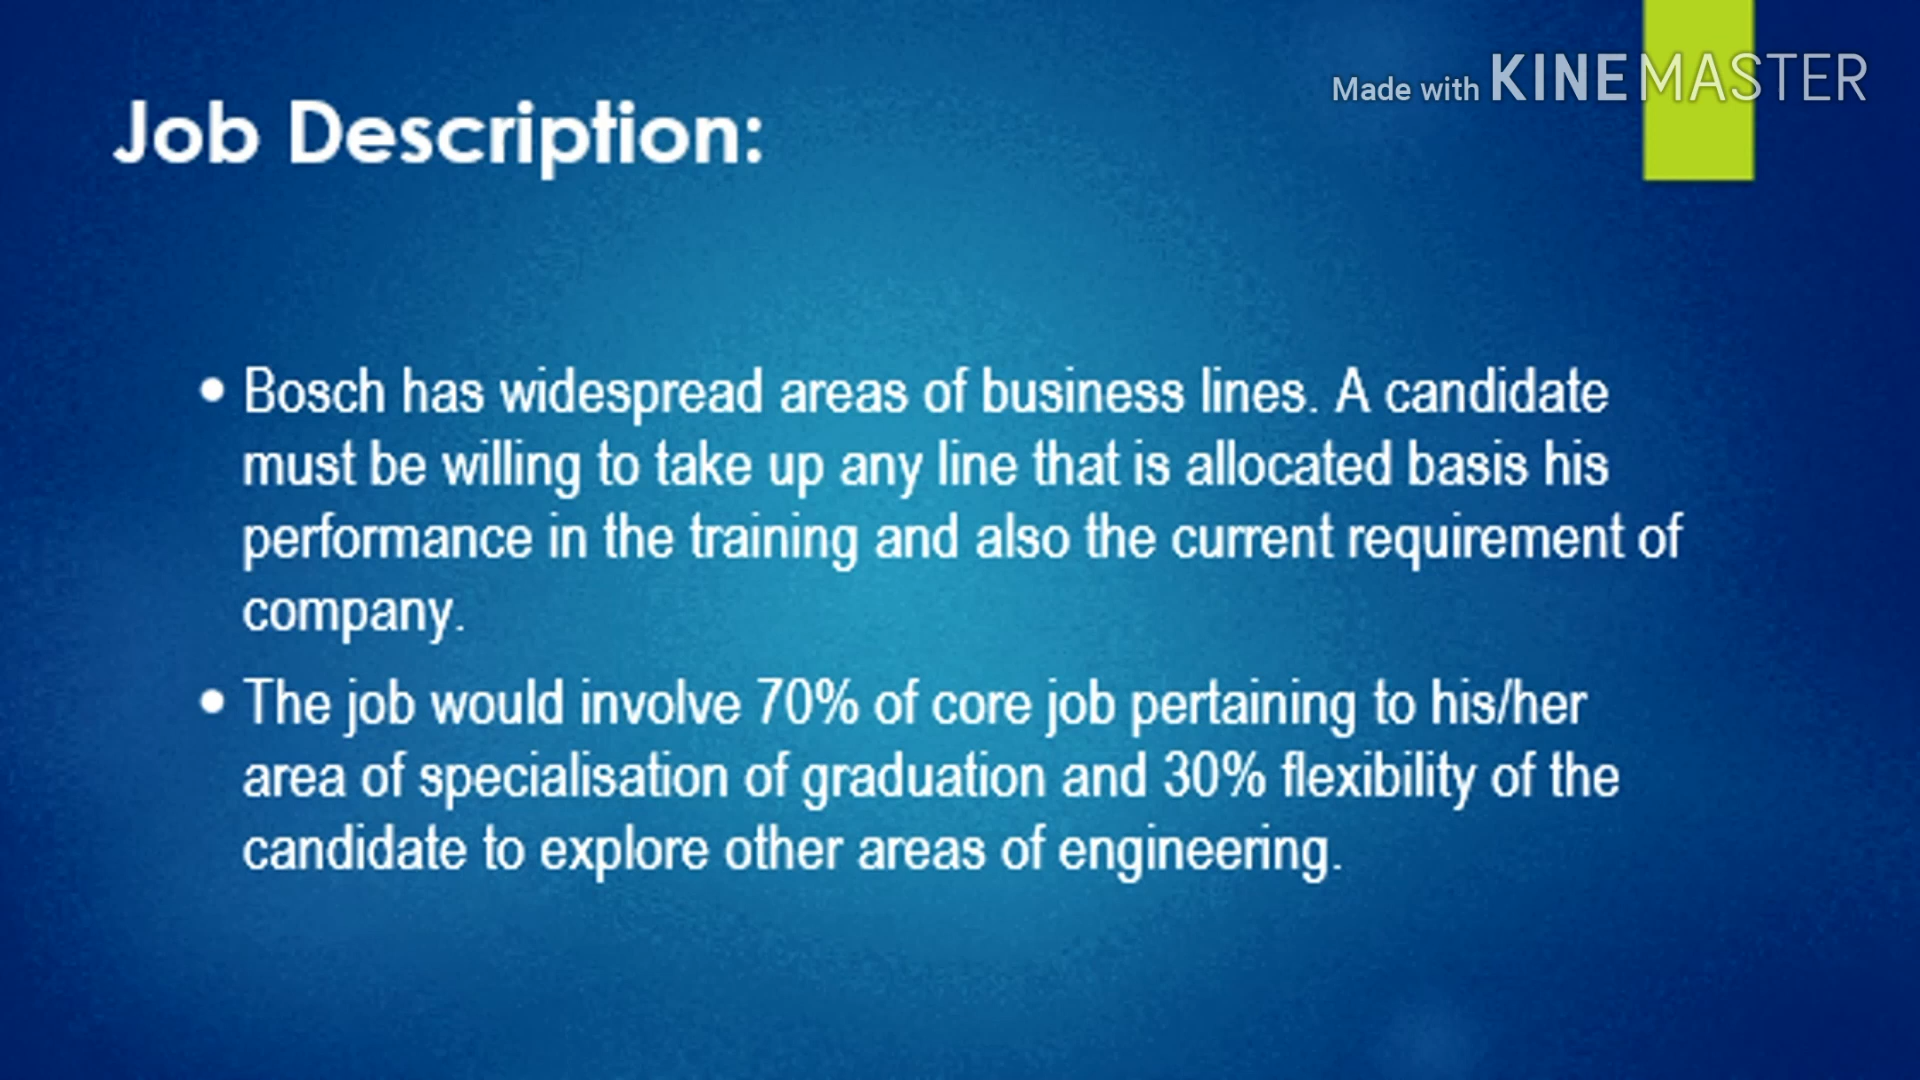 Made with KINEMASTER
Job Description:
• Bosch has widespread areas of business lines. A candidate
must be willing to take up any line that is allocated basis his
performance in the training and also the current requirement of
company.
• The job would involve 70% of core job pertaining to his/her
area of specialisation of graduation and 30% flexibility of the
candidate to explore other areas of engineering.